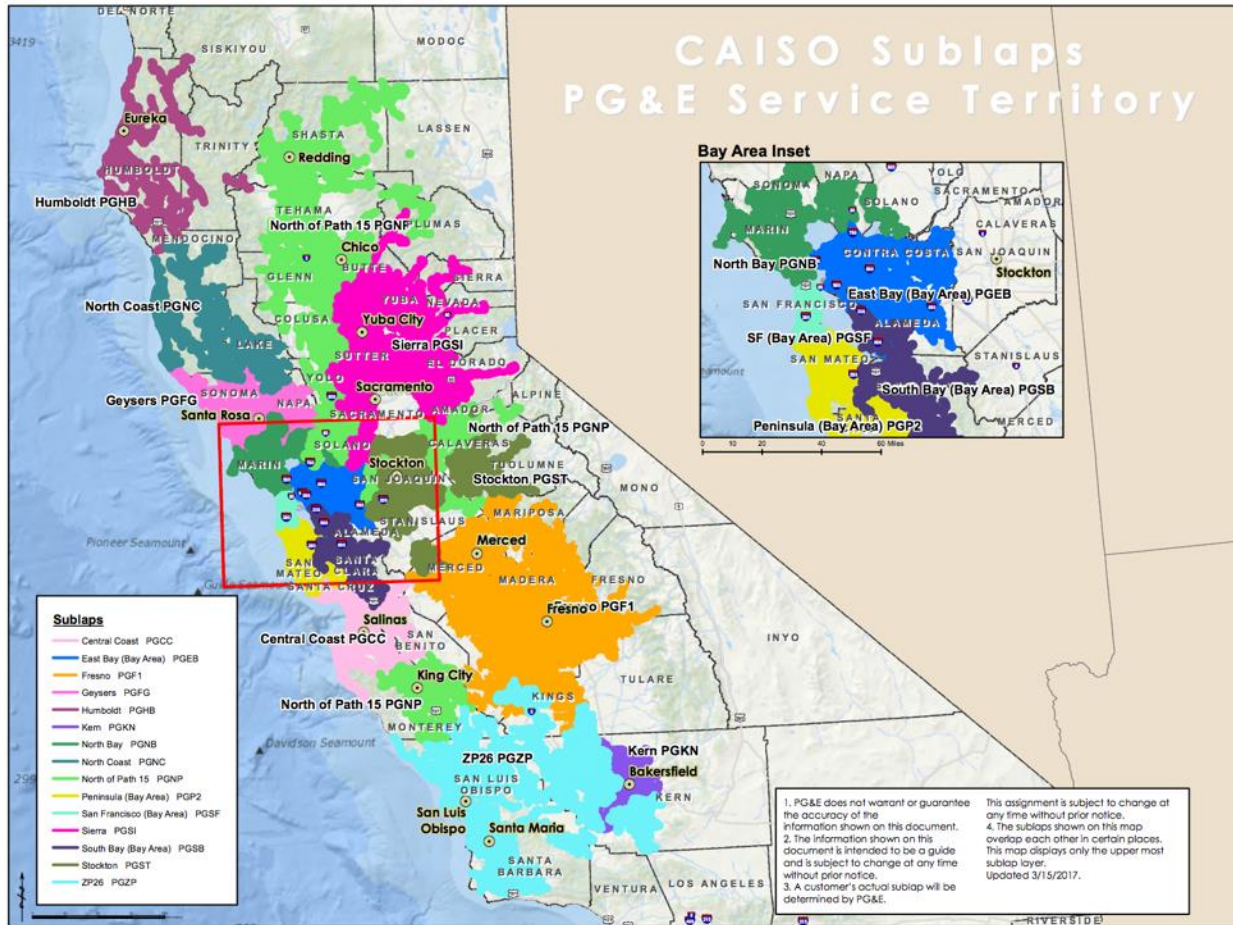 CAISO Sublaps
PG&E Service Territory
DEL NORTE
SISKIYOU
MODOC
Eureka
TRINITY
SHASTA
LASSEN
Redding
HUMBOLDT
Humboldt PGHB
TEHAMA
North of Path 15 PGNP
PLUMAS
MENDOCINO
Chico
BUTTE
GLENN
SIERRA
North Coast PGNC
YUBA
NEVADA
COLUSA
Yuba City
PLACER
LAKE
SUTTER
Sierra PGSI
EL DORADO
YOLO
SONOMA
NAPA
Sacramento
ALPINE
Geysers PGFG
SACRAMENTO
AMADOR
Santa Rosa
North of Path 15 PGNP
SOLANO
CALAVERAS
MARIN
Stockton
TUOLUMNE
SAN JOAQUIN
Stockton PGST
MONO
STANISLAUS
MARIPOSA
ALAMEDA
Pioneer Seamount
Merced
SANTA
CLARA
SAN
MATEO
MERCED
MADERA
FRESNO
SANTA CRUZ
Fresno
PGF1
INYO
Salinas
Central Coast PGCC
SAN
BENITO
King City
TULARE
KINGS
North of Path 15 PGNP
MONTEREY
Davidson Seamount
ZP26 PGZP
Kern PGKN
Bakersfield
SAN LUIS
OBISPO
KERN
San Luis
Obispo
Santa Maria
SANTA
BARBARA
VENTURA
LOS ANGELES
RIVERSIDE
Bay Area Inset
SONOMA
NAPA
YOLO
SACRAMENTO
SOLANO
AMADOR
CALAVERAS
MARIN
CONTRA COSTA
SAN JOAQUIN
North Bay PGNB
Stockton
East Bay (Bay Area) PGEB
SAN FRANCISCO
ALAMEDA
SF (Bay Area) PGSF
SAN MATEO
STANISLAUS
South Bay (Bay Area) PGSB
SANTA
MERCED
Peninsula (Bay Area) PGP2
0 10 20 40 60 Miles
Sublaps
Central Coast PGCC
East Bay (Bay Area) PGEB
Fresno PGF1
Geysers PGFG
Humboldt PGHB
Kern PGKN
North Bay PGNB
North Coast PGNC
North of Path 15 PGNP
Peninsula (Bay Area) PGP2
San Francisco (Bay Area) PGSF
Sierra PGSI
South Bay (Bay Area) PGSB
Stockton PGST
ZP26 PGZP
1. PG&E does not warrant or guarantee
the accuracy of the
information shown on this document.
2. The information shown on this
document is intended to be a guide
and is subject to change at any time
without prior notice.
3. A customer's actual sublap will be
determined by PG&E.
This assignment is subject to change at
any time without prior notice.
4. The sublaps shown on this map
overlap each other in certain places.
This map displays only the upper most
sublap layer.
Updated 3/15/2017.